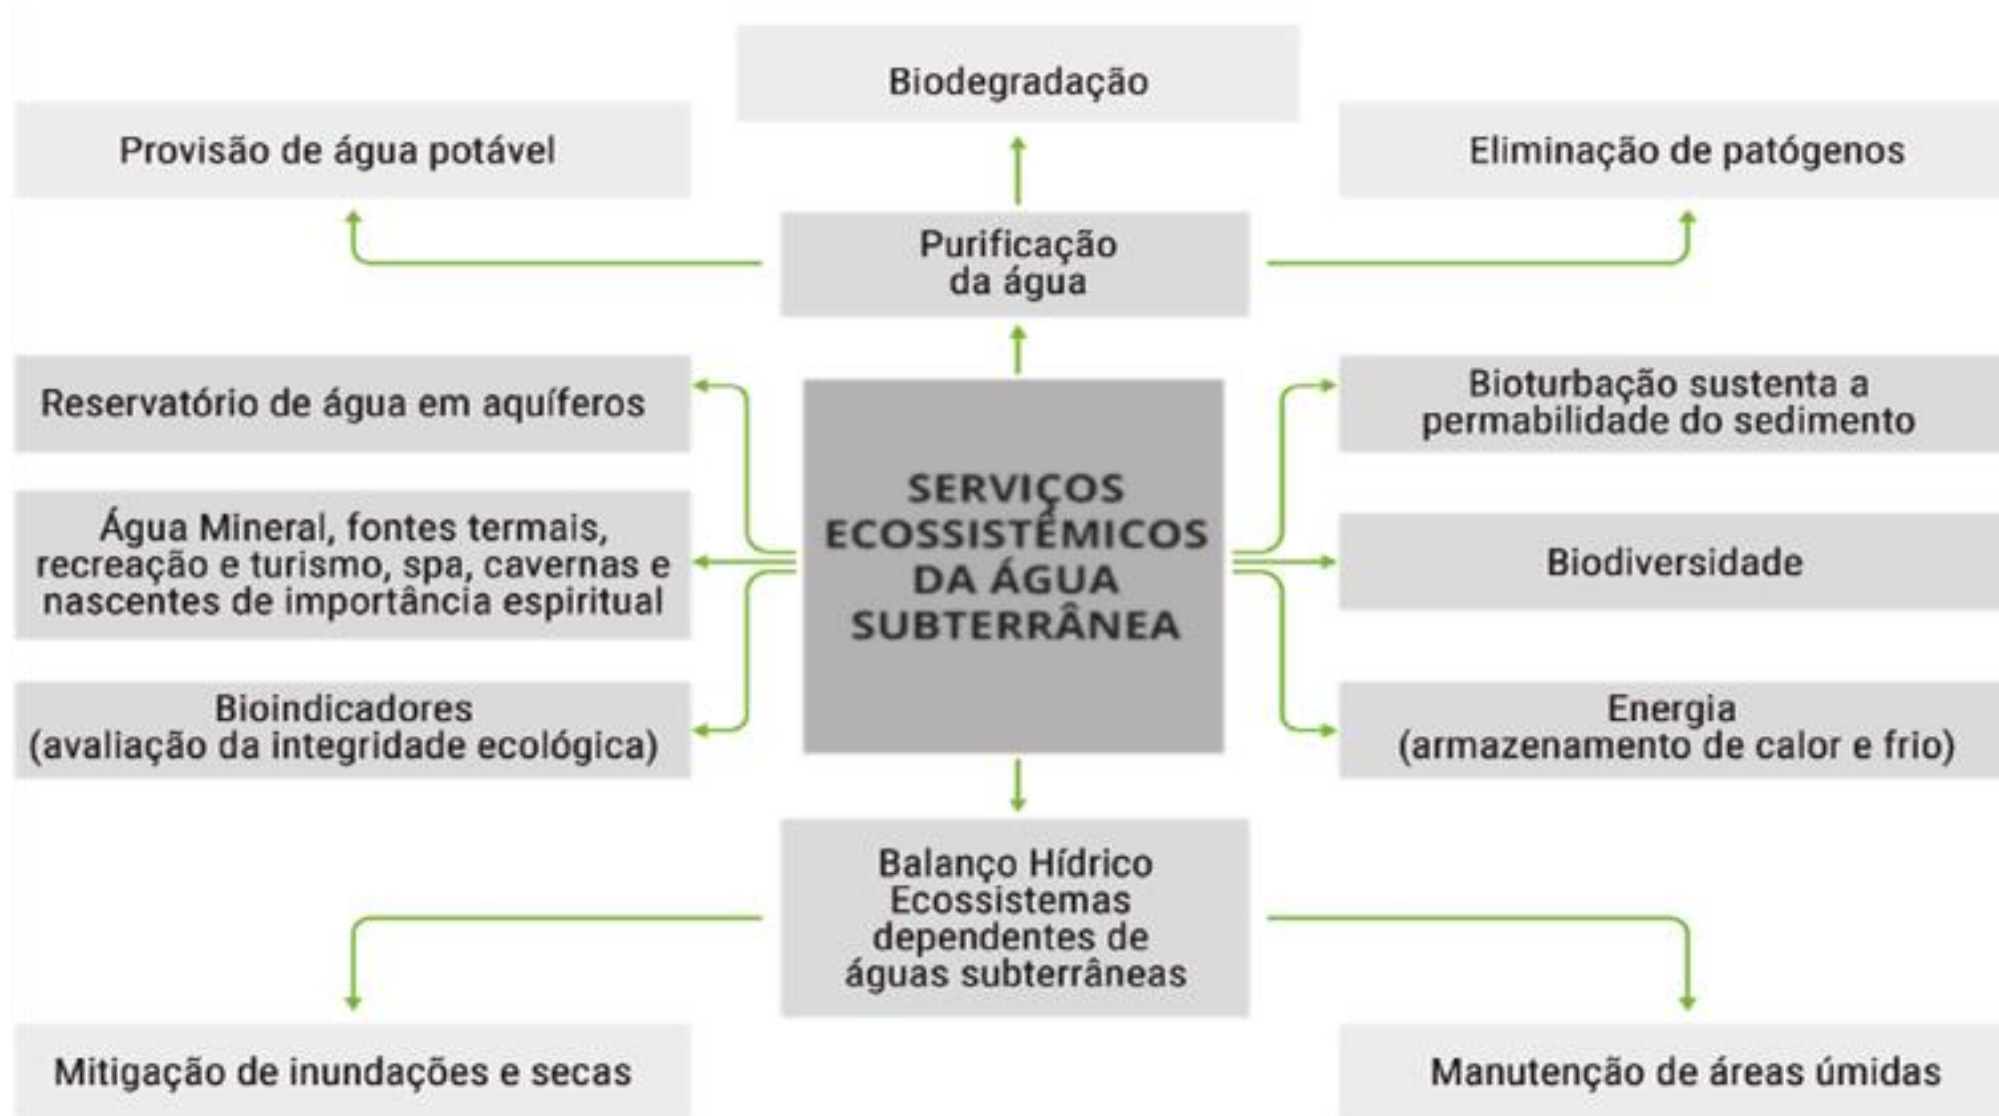 Biodegradação
Provisão de água potável
Eliminação de patógenos
Purificação
da água
Reservatório de água em aquíferos
Bioturbação sustenta a
permabilidade do sedimento
SERVIÇOS
ECOSSISTÊMICOS
DA ÁGUA
SUBTERRÂNEA
Água Mineral, fontes termais,
recreação e turismo, spa, cavernas e
nascentes de importância espiritual
Biodiversidade
Bioindicadores
(avaliação da integridade ecológica)
Energia
(armazenamento de calor e frio)
Balanço Hídrico
Ecossistemas
dependentes de
águas subterrâneas
Mitigação de inundações e secas
Manutenção de áreas úmidas